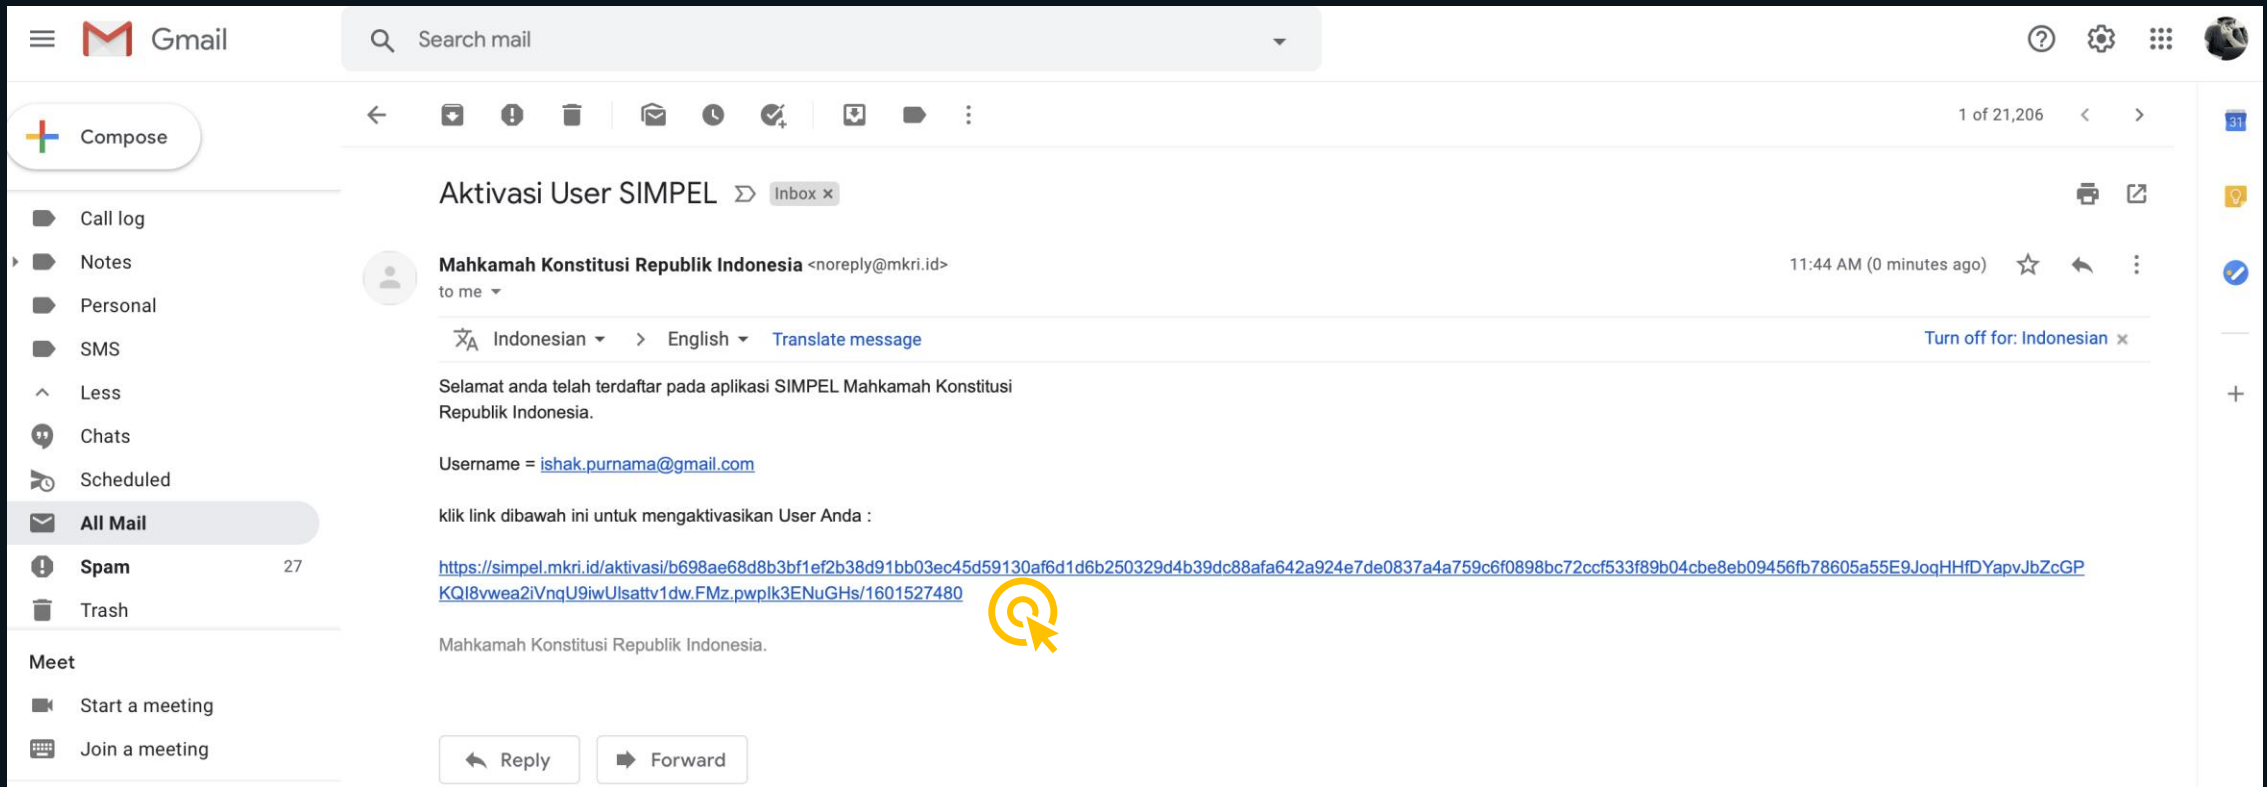 Gmail
Search mail
Compose
1 of 21,206
31
Aktivasi User SIMPEL
Inbox ×
Call log
Notes
Personal
SMS
Less
Chats
Scheduled
All Mail
Spam 27
Trash
Meet
Start a meeting
Join a meeting
Mahkamah Konstitusi Republik Indonesia <noreply@mkri.id>
11:44 AM (0 minutes ago)
to me
Indonesian > English Translate message
Turn off for: Indonesian ×
Selamat anda telah terdaftar pada aplikasi SIMPEL Mahkamah Konstitusi
Republik Indonesia.
Username = ishak.purnama@gmail.com
klik link dibawah ini untuk mengaktivasikan User Anda :
https://simpel.mkri.id/aktivasi/b698ae68d8b3bf1ef2b38d91bb03ec45d59130af6d1d6b250329d4b39dc88afa642a924e7de0837a4a759c6f0898bc72ccf533f89b04cbe8eb09456fb78605a55E9JoqHHfDYapvJbZcGP
KQI8vwea2iVnqU9iwUlsattv1dw.FMz.pwpIk3ENuGHs/1601527480
Mahkamah Konstitusi Republik Indonesia.
Reply
Forward